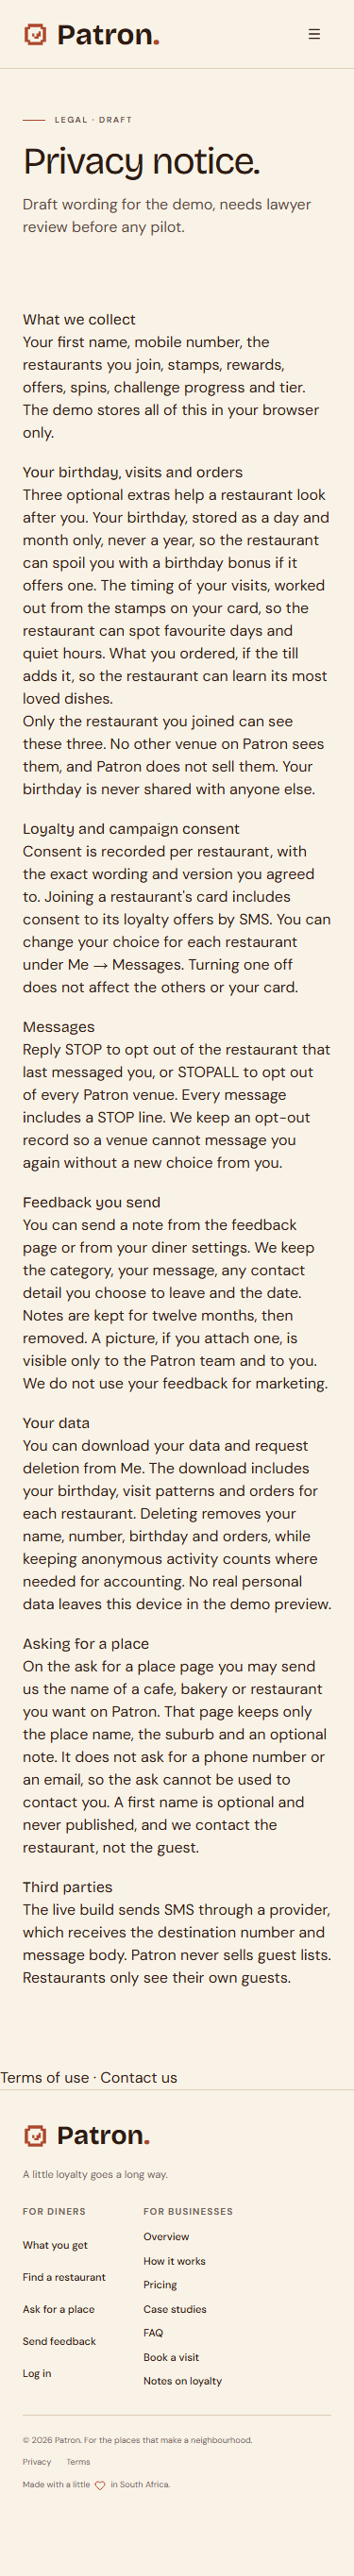 Patron.
☰
LEGAL · DRAFT
Privacy notice.
Draft wording for the demo, needs lawyer
review before any pilot.
What we collect
Your first name, mobile number, the
restaurants you join, stamps, rewards,
offers, spins, challenge progress and tier.
The demo stores all of this in your browser
only.
Your birthday, visits and orders
Three optional extras help a restaurant look
after you. Your birthday, stored as a day and
month only, never a year, so the restaurant
can spoil you with a birthday bonus if it
offers one. The timing of your visits, worked
out from the stamps on your card, so the
restaurant can spot favourite days and
quiet hours. What you ordered, if the till
adds it, so the restaurant can learn its most
loved dishes.
Only the restaurant you joined can see
these three. No other venue on Patron sees
them, and Patron does not sell them. Your
birthday is never shared with anyone else.
Loyalty and campaign consent
Consent is recorded per restaurant, with
the exact wording and version you agreed
to. Joining a restaurant's card includes
consent to its loyalty offers by SMS. You can
change your choice for each restaurant
under Me → Messages. Turning one off
does not affect the others or your card.
Messages
Reply STOP to opt out of the restaurant that
last messaged you, or STOPALL to opt out
of every Patron venue. Every message
includes a STOP line. We keep an opt-out
record so a venue cannot message you
again without a new choice from you.
Feedback you send
You can send a note from the feedback
page or from your diner settings. We keep
the category, your message, any contact
detail you choose to leave and the date.
Notes are kept for twelve months, then
removed. A picture, if you attach one, is
visible only to the Patron team and to you.
We do not use your feedback for marketing.
Your data
You can download your data and request
deletion from Me. The download includes
your birthday, visit patterns and orders for
each restaurant. Deleting removes your
name, number, birthday and orders, while
keeping anonymous activity counts where
needed for accounting. No real personal
data leaves this device in the demo preview.
Asking for a place
On the ask for a place page you may send
us the name of a cafe, bakery or restaurant
you want on Patron. That page keeps only
the place name, the suburb and an optional
note. It does not ask for a phone number or
an email, so the ask cannot be used to
contact you. A first name is optional and
never published, and we contact the
restaurant, not the guest.
Third parties
The live build sends SMS through a provider,
which receives the destination number and
message body. Patron never sells guest lists.
Restaurants only see their own guests.
Terms of use · Contact us
Patron.
A little loyalty goes a long way.
FOR DINERS
What you get
Find a restaurant
Ask for a place
Send feedback
Log in
FOR BUSINESSES
Overview
How it works
Pricing
Case studies
FAQ
Book a visit
Notes on loyalty
© 2026 Patron. For the places that make a neighbourhood.
Privacy Terms
Made with a little ♡ in South Africa.